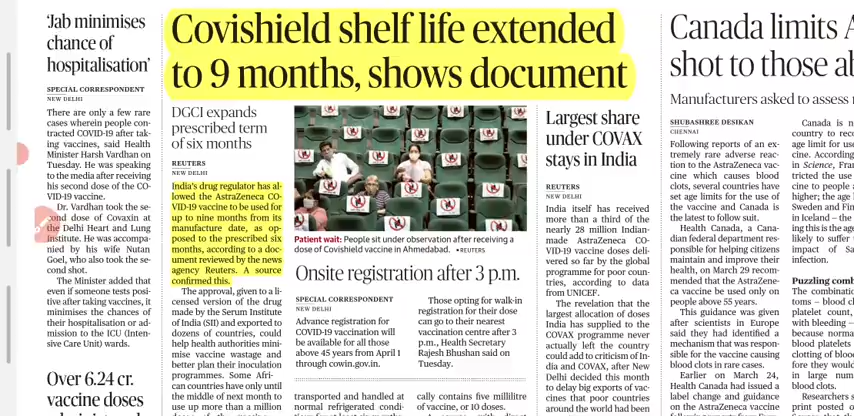 'Jab minimises
chance of
hospitalisation'
SPECIAL CORRESPONDENT
NEW DELHI
There are only a few rare
cases wherein people con-
tracted COVID-19 after tak-
ing vaccines, said Health
Minister Harsh Vardhan on
Tuesday. He was speaking
to the media after receiving
his second dose of the CO-
VID-19 vaccine.
Dr. Vardhan took the se-
cond dose of Covaxin at
the Delhi Heart and Lung
Institute. He was accompa-
nied by his wife Nutan
Goel, who also took the se-
cond shot.
The Minister added that
even if someone tests posi-
tive after taking vaccines, it
minimises the chances of
their hospitalisation or ad-
mission to the ICU (Inten-
sive Care Unit) wards.
Over 6.24 cr.
vaccine doses
Covishield shelf life extended
to 9 months, shows document
DGCI expands
prescribed term
of six months
REUTERS
NEW DELHI
India's drug regulator has al-
lowed the AstraZeneca CO-
VID-19 vaccine to be used for
up to nine months from its
manufacture date, as op-
posed to the prescribed six
months, according to a doc-
ument reviewed by the news
agency Reuters. A source
confirmed this.
The approval, given to a li-
censed version of the drug
made by the Serum Institute
of India (SII) and exported to
dozens of countries, could
help health authorities mini-
mise vaccine wastage and
better plan their inoculation
programmes. Some Afri-
can countries have only until
the middle of next month to
use up more than a million
Patient wait: People sit under observation after receiving a
dose of Covishield vaccine in Ahmedabad. •REUTERS
Onsite registration after 3 p.m.
SPECIAL CORRESPONDENT
NEW DELHI
Advance registration for
COVID-19 vaccination will
be available for all those
above 45 years from April 1
through cowin.gov.in.
Those opting for walk-in
registration for their dose
can go to their nearest
vaccination centre after 3
p.m., Health Secretary
Rajesh Bhushan said on
Tuesday.
transported and handled at
normal refrigerated condi-
cally contains five millilitre
of vaccine, or 10 doses.
Largest share
under COVAX
stays in India
REUTERS
NEW DELHI
India itself has received
more than a third of the
nearly 28 million Indian-
made AstraZeneca CO-
VID-19 vaccine doses deli-
vered so far by the global
programme for poor coun-
tries, according to data
from UNICEF.
The revelation that the
largest allocation of doses
India has supplied to the
COVAX programme never
actually left the country
could add to criticism of In-
dia and COVAX, after New
Delhi decided this month
to delay big exports of vac-
cines that poor countries
around the world had been
Canada limits A
shot to those ab
Manufacturers asked to assess
SHUBASHREE DESIKAN
CHENNAI
Following reports of an ex-
tremely rare adverse reac-
tion to the AstraZeneca vac-
cine which causes blood
clots, several countries have
set age limits for the use of
the vaccine and Canada is
the latest to follow suit.
Health Canada, a Cana-
dian federal department res-
ponsible for helping citizens
maintain and improve their
health, on March 29 recom-
mended that the AstraZene-
ca vaccine be used only on
people above 55 years.
This guidance was given
after scientists in Europe
said they had identified a
mechanism that was respon-
sible for the vaccine causing
blood clots in rare cases.
Earlier on March 24,
Health Canada had issued a
label change and guidance
on the AstraZeneca vaccine
Canada is n
country to reco
age limit for use
cine. According
in Science, Fran
tricted the use
cine to people a
higher; the age l
Sweden and Fin
in Iceland – the
ing this is the age
likely to suffer
impact of Sa
infection.
Puzzling comb
The combinatio
toms – blood cl
platelet count,
with bleeding –
because norma
blood platelets
clotting of bloo
fore they would
in large num
blood clots.
Researchers
print posted o